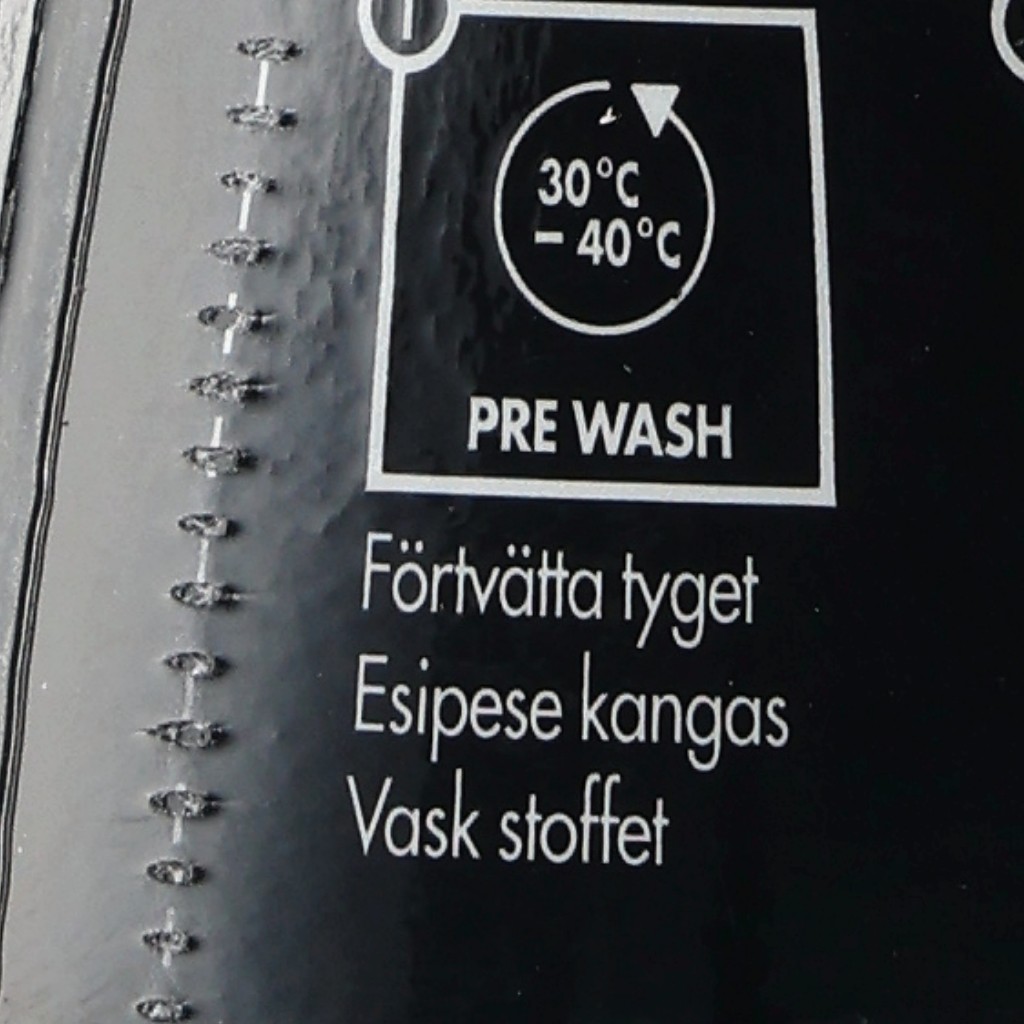 30°C
– 40°C
PRE WASH
Förtvätta tyget
Esipese kangas
Vask stoffet